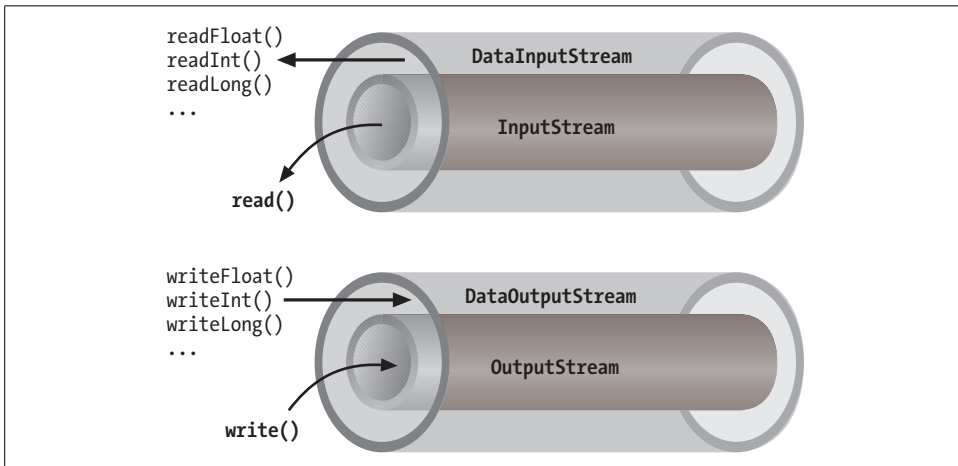 readFloat()
readInt()
readLong()
...
DataInputStream
InputStream
read()
writeFloat()
writeInt()
writeLong()
...
DataOutputStream
OutputStream
write()